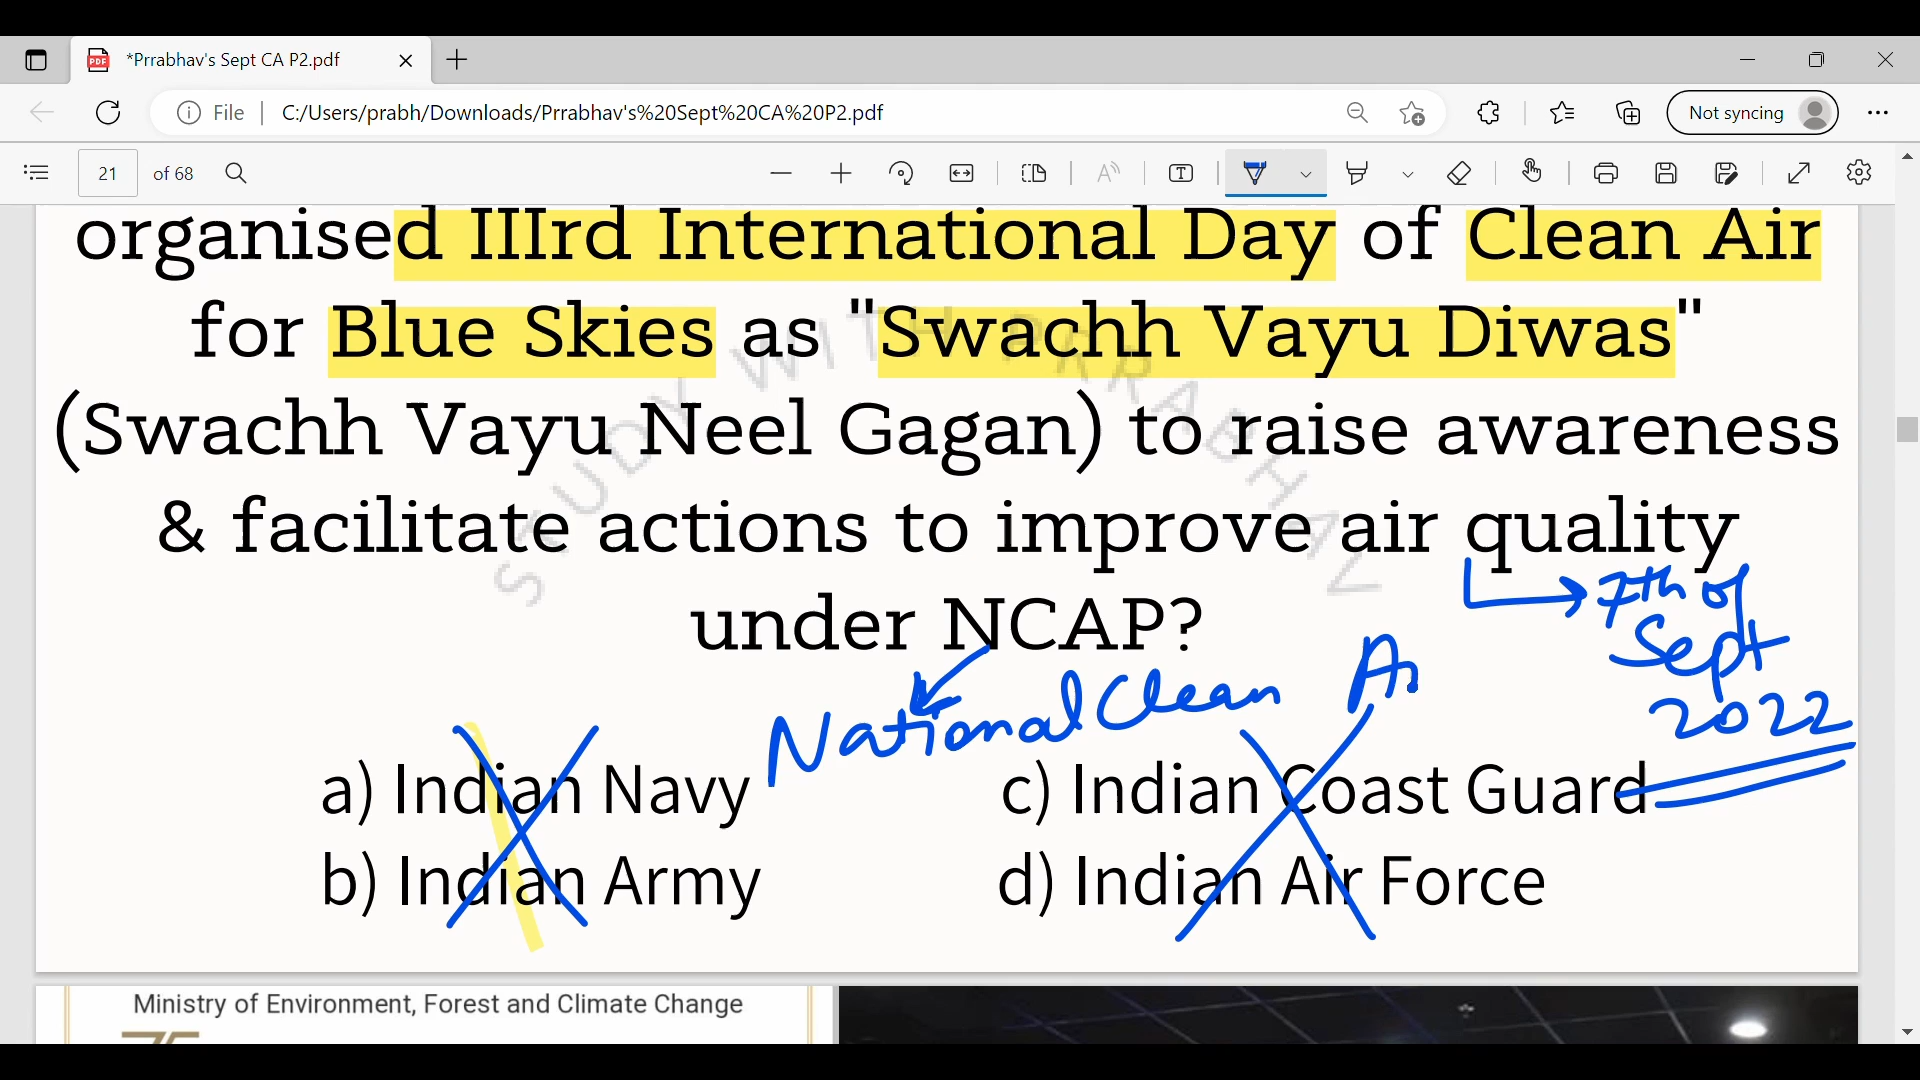 *Prrabhav's Sept CA P2.pdf
File
C:/Users/prabh/Downloads/Prrabhav's%20Sept%20CA%20P2.pdf
Not syncing
21 of 68
organised IIIrd International Day of Clean Air
for Blue Skies as "Swachh Vayu Diwas"
(Swachh Vayu Neel Gagan) to raise awareness
& facilitate actions to improve air quality
under NCAP?
STUDY WITH PRRABHAV
7th of
Sept
2022
National Clean A
a) Indian Navy
c) Indian Coast Guard
b) Indian Army
d) Indian Air Force
Ministry of Environment, Forest and Climate Change